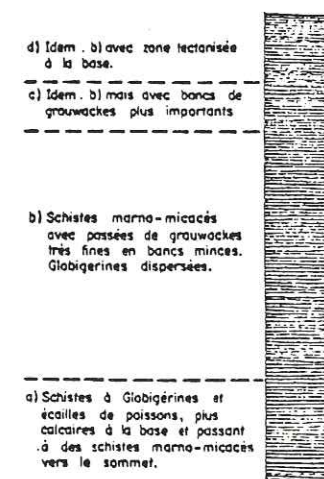 d) Idem . b) avec zone tectanisée
à la base.
c) Idem . b) mais avec bancs de
grouwackes plus importants
b) Schistes marno-micacés
avec passées de grauwackes
très fines en bancs minces.
Globigerines dispersées.
a) Schistes à Globigérines et
écailles de poissons, plus
calcaires à la base et passant
à des schistes marno-micacés
vers le sommet.